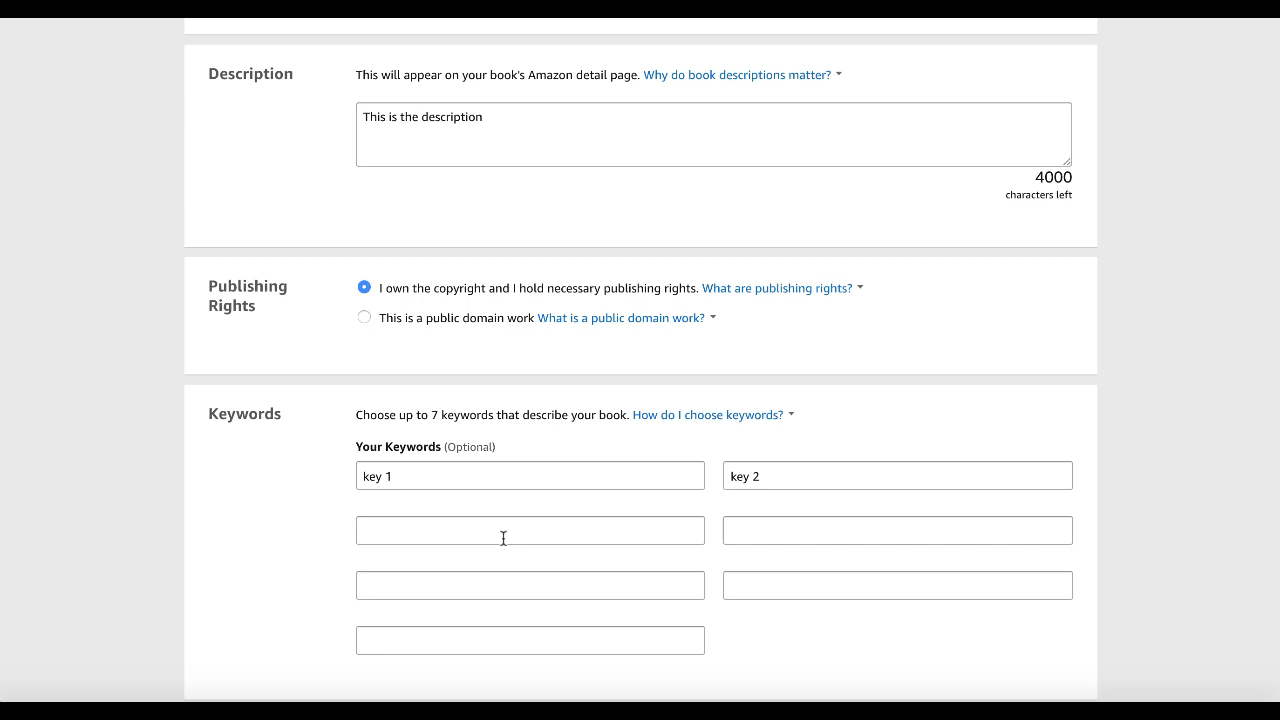 Description
This will appear on your book's Amazon detail page. Why do book descriptions matter?
This is the description
4000
characters left
Publishing
Rights
I own the copyright and I hold necessary publishing rights. What are publishing rights?
This is a public domain work What is a public domain work?
Keywords
Choose up to 7 keywords that describe your book. How do I choose keywords?
Your Keywords (Optional)
key 1
key 2